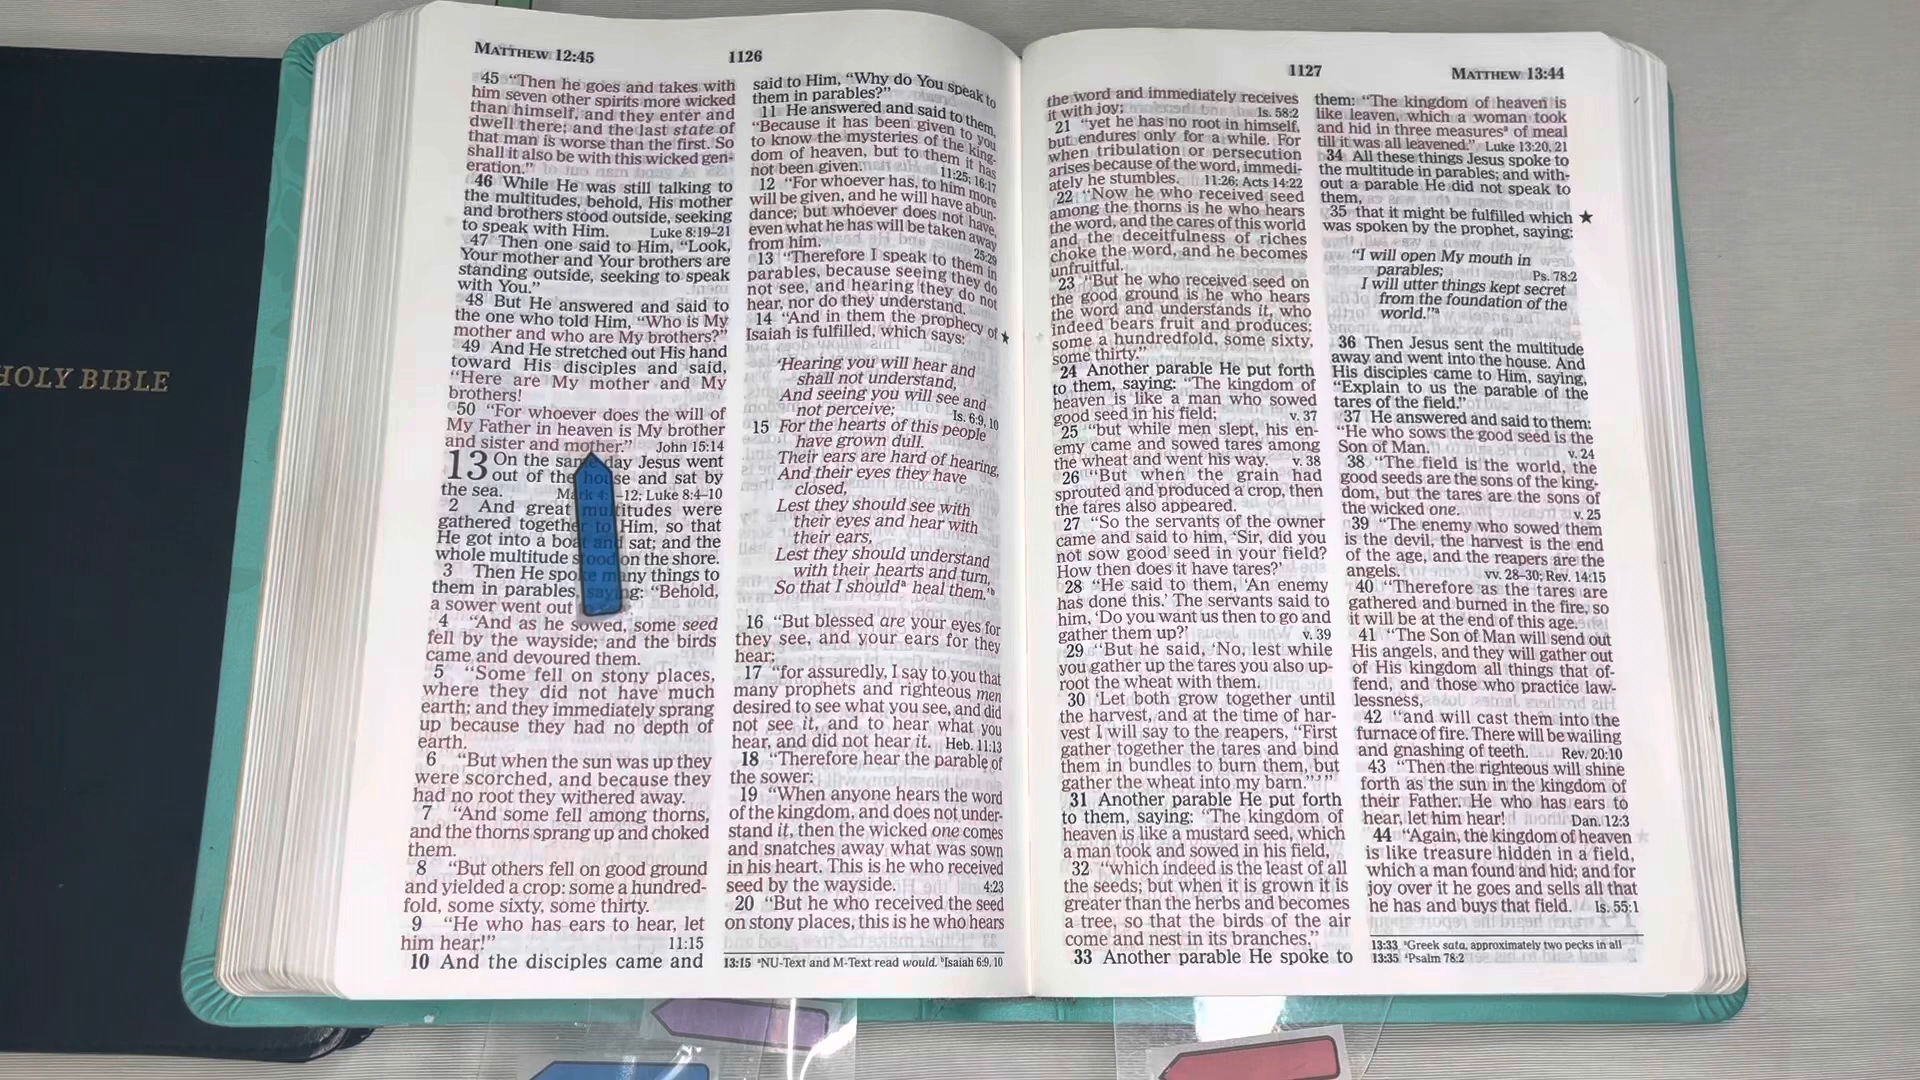 HOLY BIBLE
MATTHEW 12:45
1126
45 “Then he goes and takes with
him seven other spirits more wicked
than himself, and they enter and
dwell there; and the last state of
that man is worse than the first. So
shall it also be with this wicked gen-
eration.”
46 While He was still talking to
the multitudes, behold, His mother
and brothers stood outside, seeking
to speak with Him. Luke 8:19–21
47 Then one said to Him, “Look,
Your mother and Your brothers are
standing outside, seeking to speak
with You.”
48 But He answered and said to
the one who told Him, “Who is My
mother and who are My brothers?”
49 And He stretched out His hand
toward His disciples and said,
“Here are My mother and My
brothers!
50 “For whoever does the will of
My Father in heaven is My brother
and sister and mother.” John 15:14
13 On the same day Jesus went
out of the house and sat by
the sea. Mark 4: –12; Luke 8:4–10
2 And great multitudes were
gathered together to Him, so that
He got into a boat and sat; and the
whole multitude stood on the shore.
3 Then He spoke many things to
them in parables, saying: “Behold,
a sower went out
4 “And as he sowed, some seed
fell by the wayside; and the birds
came and devoured them.
5 “Some fell on stony places,
where they did not have much
earth; and they immediately sprang
up because they had no depth of
earth.
6 “But when the sun was up they
were scorched, and because they
had no root they withered away.
7 “And some fell among thorns,
and the thorns sprang up and choked
them.
8 “But others fell on good ground
and yielded a crop: some a hundred-
fold, some sixty, some thirty.
9 “He who has ears to hear, let
him hear!” 11:15
10 And the disciples came and
said to Him, “Why do You speak to
them in parables?”
11 He answered and said to them,
“Because it has been given to you
to know the mysteries of the king-
dom of heaven, but to them it has
not been given. 11:25; 16:17
12 “For whoever has, to him more
will be given, and he will have abun-
dance; but whoever does not have,
even what he has will be taken away
from him. 25:29
13 “Therefore I speak to them in
parables, because seeing they do
not see, and hearing they do not
hear, nor do they understand.
14 “And in them the prophecy of ★
Isaiah is fulfilled, which says:
‘Hearing you will hear and
shall not understand,
And seeing you will see and
not perceive; Is. 6:9, 10
15 For the hearts of this people
have grown dull.
Their ears are hard of hearing,
And their eyes they have
closed,
Lest they should see with
their eyes and hear with
their ears,
Lest they should understand
with their hearts and turn,
So that I shouldª heal them.’ᵇ
16 “But blessed are your eyes for
they see, and your ears for they
hear;
17 “for assuredly, I say to you that
many prophets and righteous men
desired to see what you see, and did
not see it, and to hear what you
hear, and did not hear it. Heb. 11:13
18 “Therefore hear the parable of
the sower:
19 “When anyone hears the word
of the kingdom, and does not under-
stand it, then the wicked one comes
and snatches away what was sown
in his heart. This is he who received
seed by the wayside. 4:23
20 “But he who received the seed
on stony places, this is he who hears
13:15 ªNU-Text and M-Text read would. ᵇIsaiah 6:9, 10
1127
MATTHEW 13:44
the word and immediately receives
it with joy; Is. 58:2
21 “yet he has no root in himself,
but endures only for a while. For
when tribulation or persecution
arises because of the word, immedi-
ately he stumbles. 11:26; Acts 14:22
22 “Now he who received seed
among the thorns is he who hears
the word, and the cares of this world
and the deceitfulness of riches
choke the word, and he becomes
unfruitful.
23 “But he who received seed on
the good ground is he who hears
the word and understands it, who
indeed bears fruit and produces:
some a hundredfold, some sixty,
some thirty.”
24 Another parable He put forth
to them, saying: “The kingdom of
heaven is like a man who sowed
good seed in his field; v. 37
25 “but while men slept, his en-
emy came and sowed tares among
the wheat and went his way. v. 38
26 “But when the grain had
sprouted and produced a crop, then
the tares also appeared.
27 “So the servants of the owner
came and said to him, ‘Sir, did you
not sow good seed in your field?
How then does it have tares?’
28 “He said to them, ‘An enemy
has done this.’ The servants said to
him, ‘Do you want us then to go and
gather them up?’ v. 39
29 “But he said, ‘No, lest while
you gather up the tares you also up-
root the wheat with them.
30 ‘Let both grow together until
the harvest, and at the time of har-
vest I will say to the reapers, “First
gather together the tares and bind
them in bundles to burn them, but
gather the wheat into my barn.” ’ ”
31 Another parable He put forth
to them, saying: “The kingdom of
heaven is like a mustard seed, which
a man took and sowed in his field,
32 “which indeed is the least of all
the seeds; but when it is grown it is
greater than the herbs and becomes
a tree, so that the birds of the air
come and nest in its branches.”
33 Another parable He spoke to
them: “The kingdom of heaven is
like leaven, which a woman took
and hid in three measuresª of meal
till it was all leavened.” Luke 13:20, 21
34 All these things Jesus spoke to
the multitude in parables; and with-
out a parable He did not speak to
them,
35 that it might be fulfilled which ★
was spoken by the prophet, saying:
“I will open My mouth in
parables; Ps. 78:2
I will utter things kept secret
from the foundation of the
world.”ª
36 Then Jesus sent the multitude
away and went into the house. And
His disciples came to Him, saying,
“Explain to us the parable of the
tares of the field.”
37 He answered and said to them:
“He who sows the good seed is the
Son of Man. v. 24
38 “The field is the world, the
good seeds are the sons of the king-
dom, but the tares are the sons of
the wicked one. v. 25
39 “The enemy who sowed them
is the devil, the harvest is the end
of the age, and the reapers are the
angels. vv. 28–30; Rev. 14:15
40 “Therefore as the tares are
gathered and burned in the fire, so
it will be at the end of this age.
41 “The Son of Man will send out
His angels, and they will gather out
of His kingdom all things that of-
fend, and those who practice law-
lessness,
42 “and will cast them into the
furnace of fire. There will be wailing
and gnashing of teeth. Rev. 20:10
43 “Then the righteous will shine
forth as the sun in the kingdom of
their Father. He who has ears to
hear, let him hear! Dan. 12:3
44 “Again, the kingdom of heaven
is like treasure hidden in a field,
which a man found and hid; and for
joy over it he goes and sells all that
he has and buys that field. Is. 55:1
13:33 ªGreek sata, approximately two pecks in all
13:35 ªPsalm 78:2